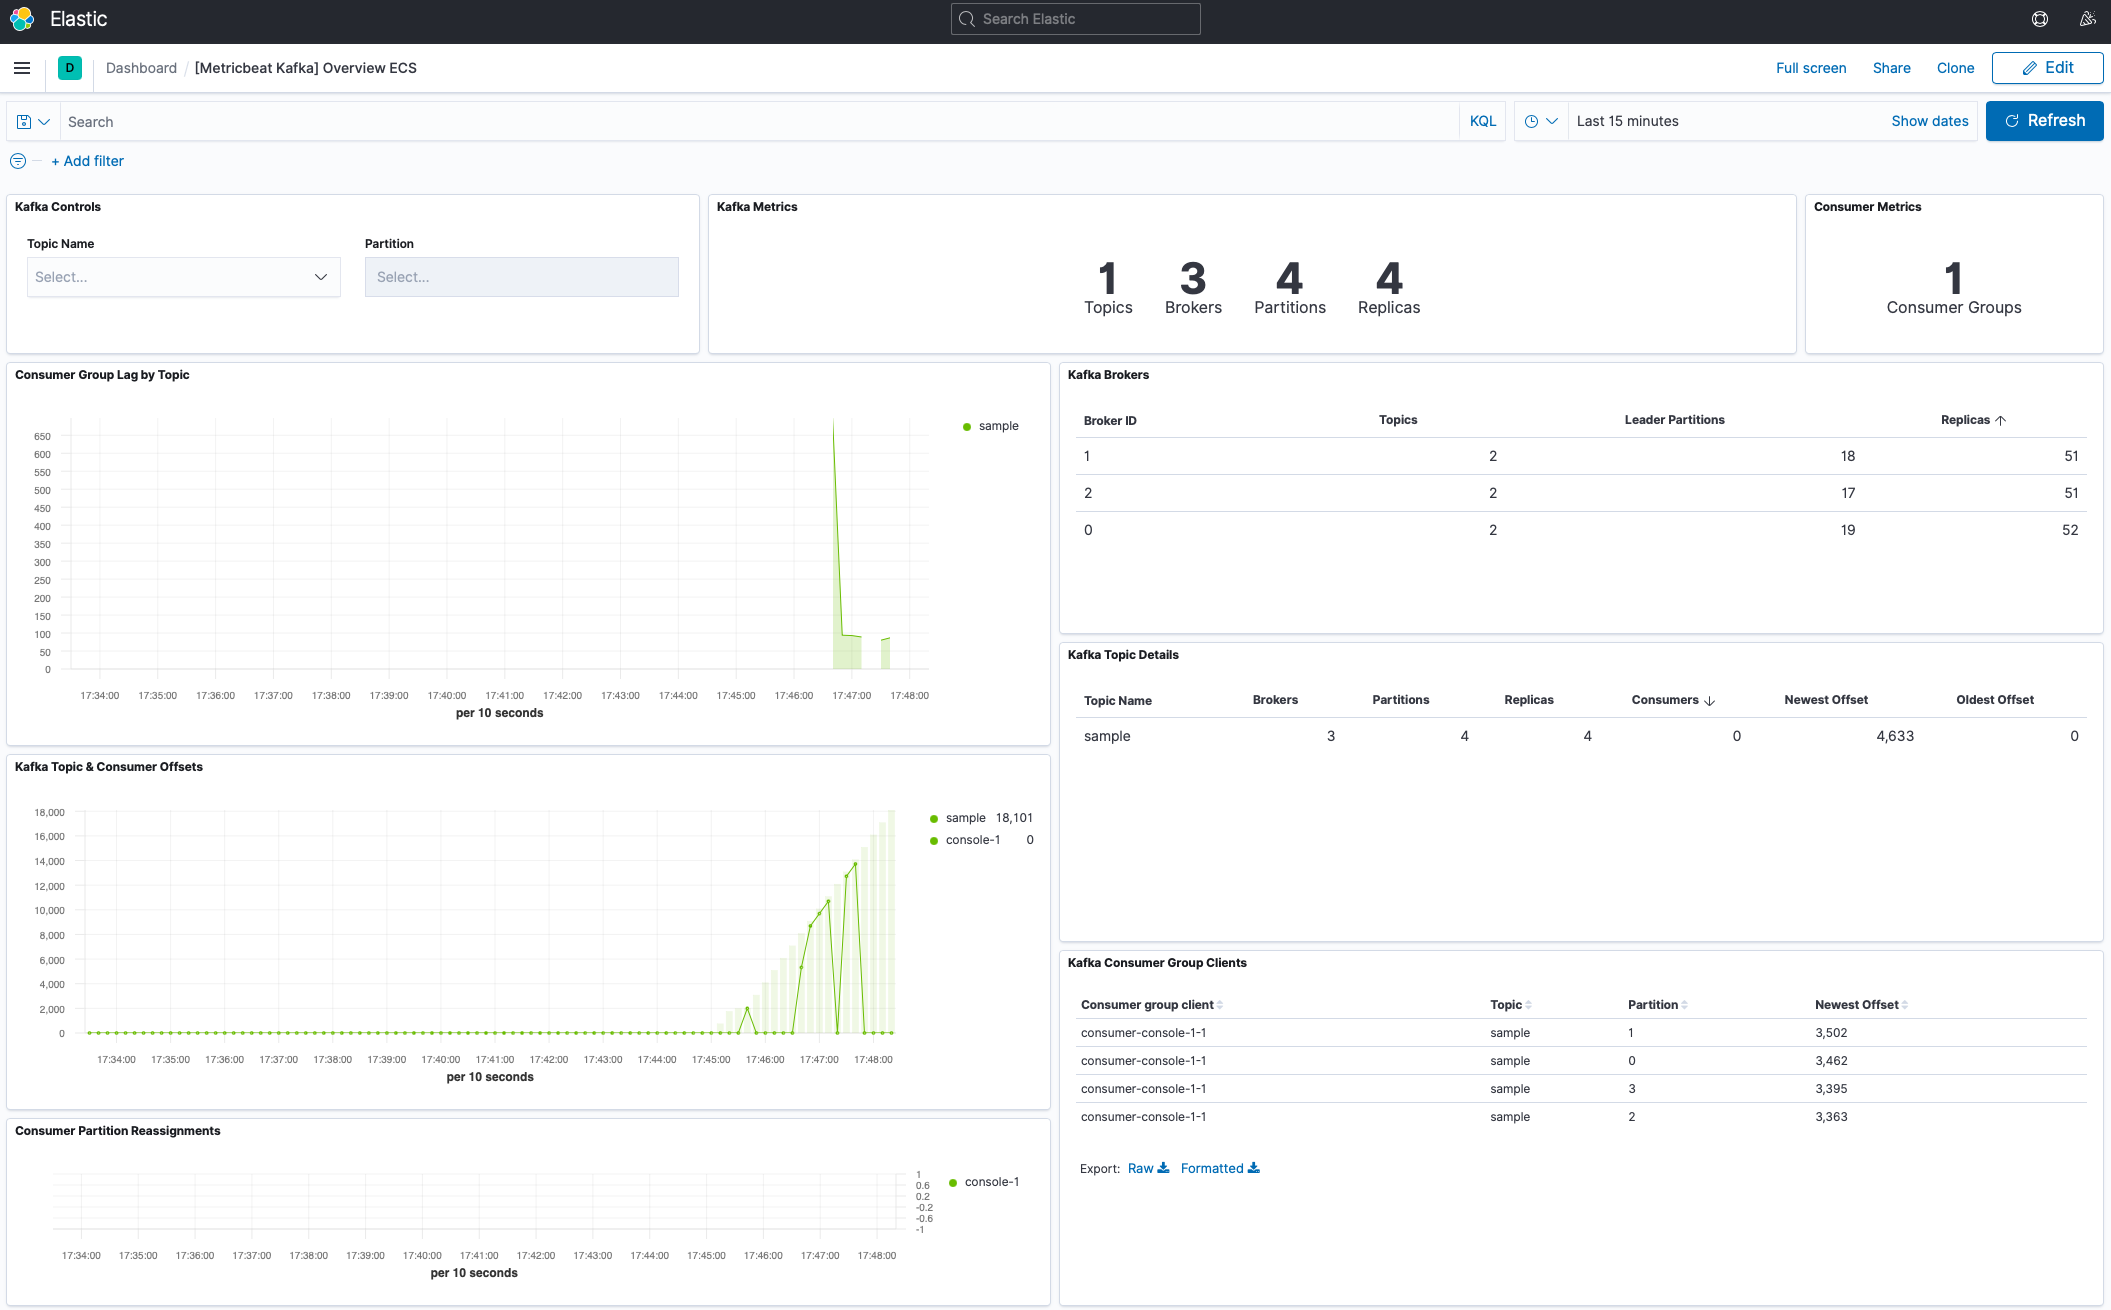 Elastic
Search Elastic
D
Dashboard / [Metricbeat Kafka] Overview ECS
Full screen
Share
Clone
Edit
Search
KQL
Last 15 minutes
Show dates
Refresh
+ Add filter
Kafka Controls
Topic Name
Partition
Select...
Select...
Kafka Metrics
1 3 4 4
Topics Brokers Partitions Replicas
Consumer Metrics
1
Consumer Groups
Consumer Group Lag by Topic
650
600
550
500
450
400
350
300
250
200
150
100
50
0
17:34:00 17:35:00 17:36:00 17:37:00 17:38:00 17:39:00 17:40:00 17:41:00 17:42:00 17:43:00 17:44:00 17:45:00 17:46:00 17:47:00 17:48:00
per 10 seconds
sample
Kafka Brokers
Broker ID Topics Leader Partitions Replicas
1 2 18 51
2 2 17 51
0 2 19 52
Kafka Topic Details
Topic Name Brokers Partitions Replicas Consumers Newest Offset Oldest Offset
sample 3 4 4 0 4,633 0
Kafka Topic & Consumer Offsets
18,000
16,000
14,000
12,000
10,000
8,000
6,000
4,000
2,000
0
17:34:00 17:35:00 17:36:00 17:37:00 17:38:00 17:39:00 17:40:00 17:41:00 17:42:00 17:43:00 17:44:00 17:45:00 17:46:00 17:47:00 17:48:00
per 10 seconds
sample 18,101
console-1 0
Kafka Consumer Group Clients
Consumer group client Topic Partition Newest Offset
consumer-console-1-1 sample 1 3,502
consumer-console-1-1 sample 0 3,462
consumer-console-1-1 sample 3 3,395
consumer-console-1-1 sample 2 3,363
Export: Raw Formatted
Consumer Partition Reassignments
1
0.6
0.2
-0.2
-0.6
-1
17:34:00 17:35:00 17:36:00 17:37:00 17:38:00 17:39:00 17:40:00 17:41:00 17:42:00 17:43:00 17:44:00 17:45:00 17:46:00 17:47:00 17:48:00
per 10 seconds
console-1